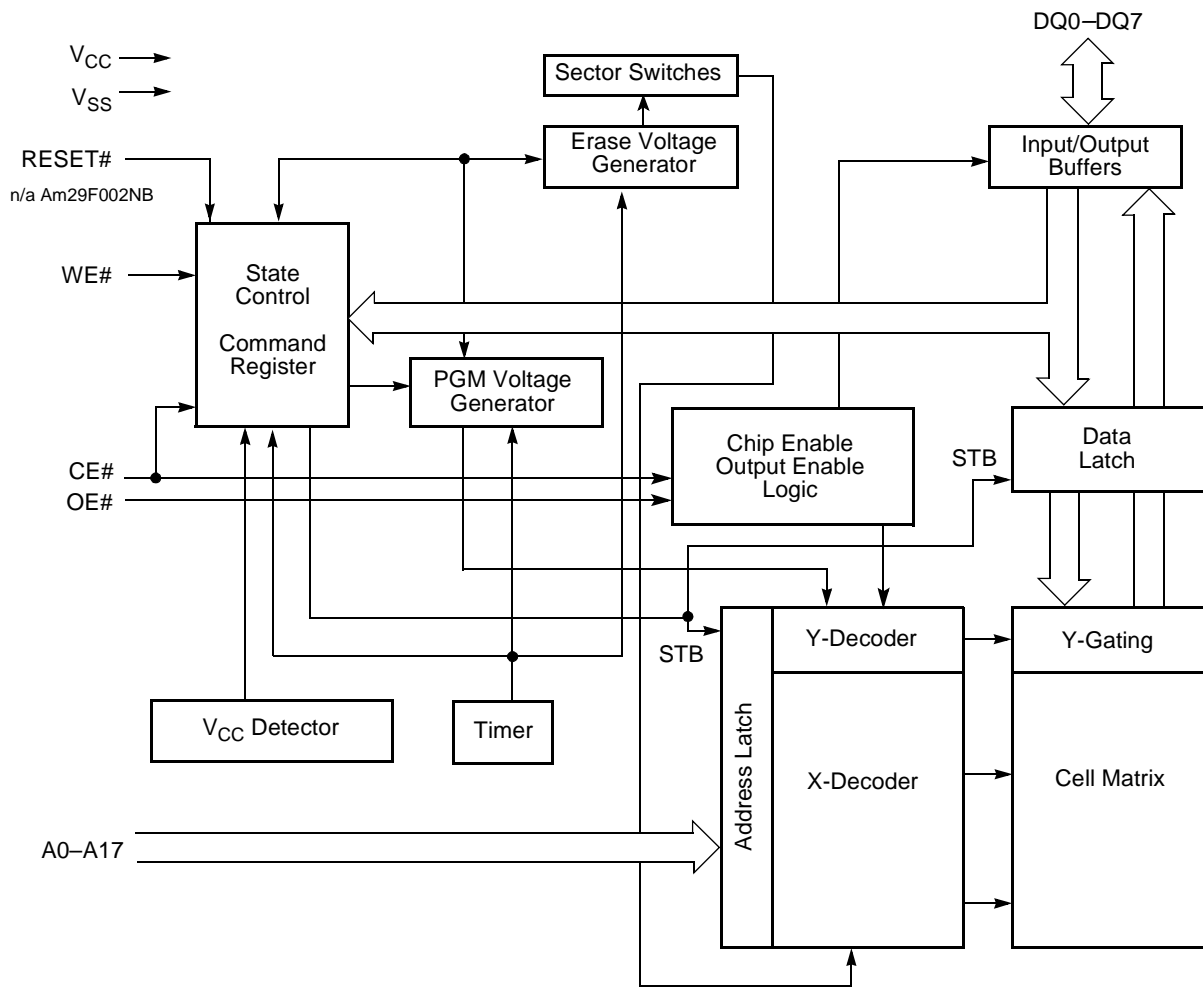 DQ0–DQ7
VCC
VSS
Sector Switches
RESET#
n/a Am29F002NB
Erase Voltage
Generator
Input/Output
Buffers
WE#
State
Control
Command
Register
PGM Voltage
Generator
Chip Enable
Output Enable
Logic
STB
Data
Latch
CE#
OE#
STB
Y-Decoder
Y-Gating
VCC Detector
Timer
Address Latch
X-Decoder
Cell Matrix
A0–A17